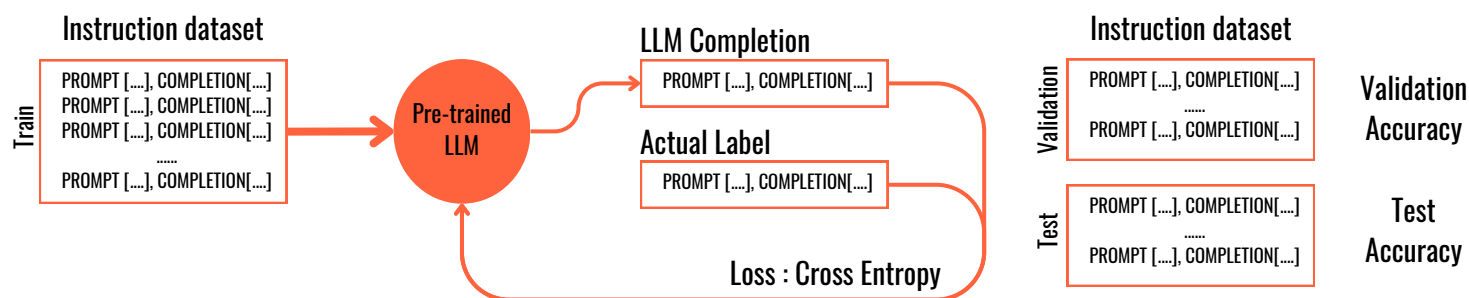 Instruction dataset
Train
PROMPT [....], COMPLETION[....]
PROMPT [....], COMPLETION[....]
PROMPT [....], COMPLETION[....]
......
PROMPT [....], COMPLETION[....]
Pre-trained
LLM
LLM Completion
PROMPT [....], COMPLETION[....]
Actual Label
PROMPT [....], COMPLETION[....]
Loss : Cross Entropy
Instruction dataset
Validation
PROMPT [....], COMPLETION[....]
......
PROMPT [....], COMPLETION[....]
Validation
Accuracy
Test
PROMPT [....], COMPLETION[....]
......
PROMPT [....], COMPLETION[....]
Test
Accuracy